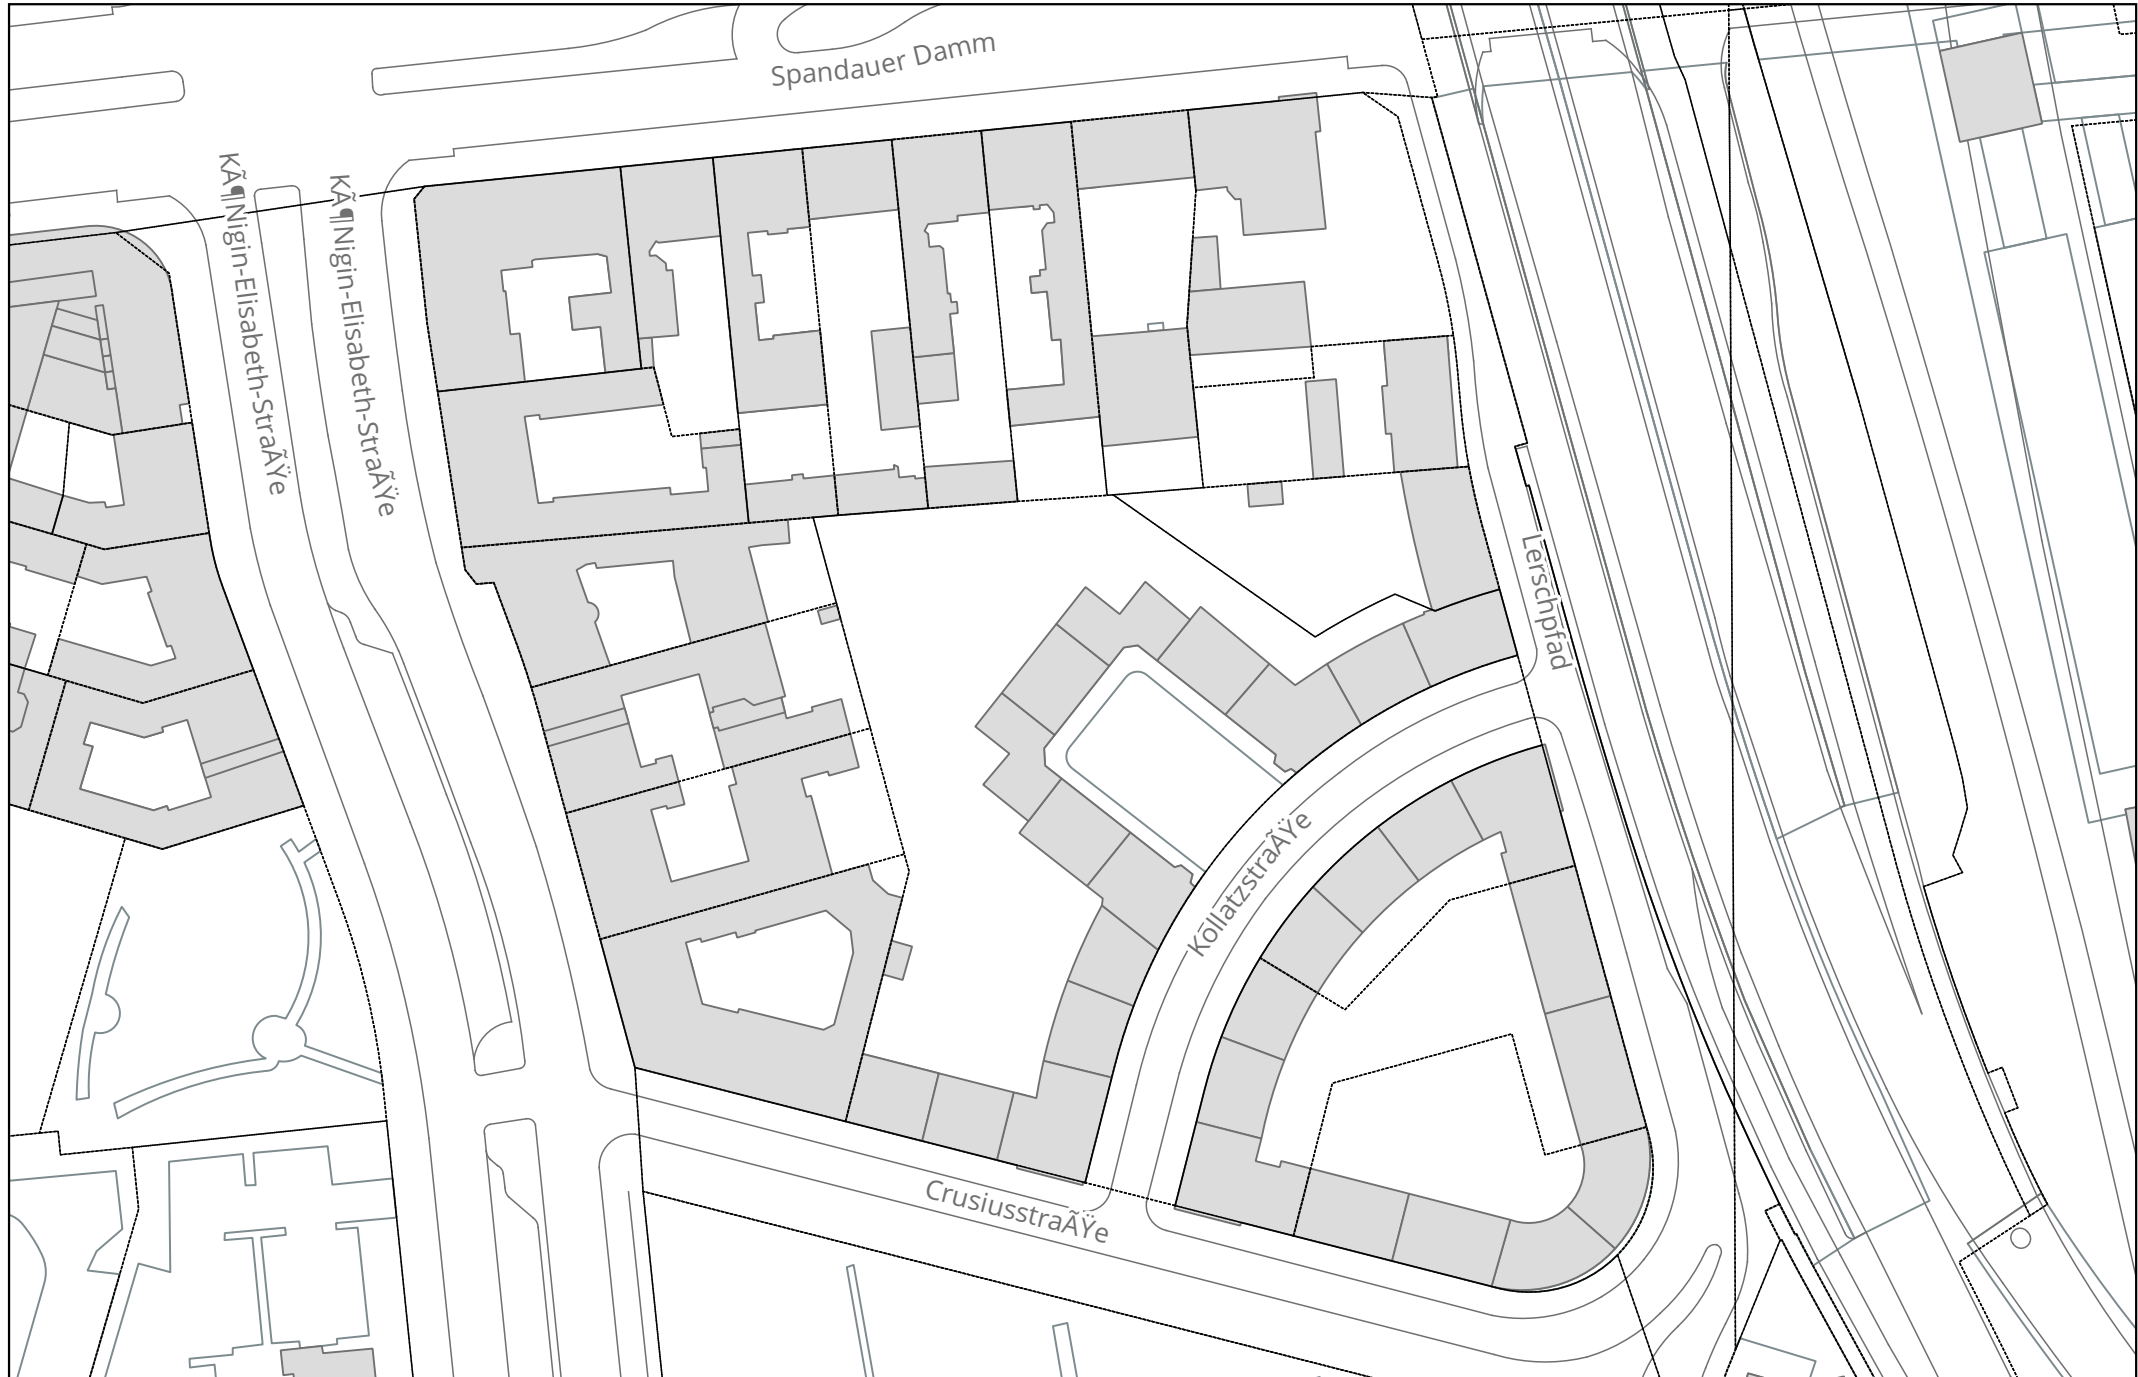 Spandauer Damm
KÃ¶Nigin-Elisabeth-StraÃŸe
KÃ¶Nigin-Elisabeth-StraÃŸe
Lerschpfad
KollatzstraÃŸe
CrusiusstraÃŸe